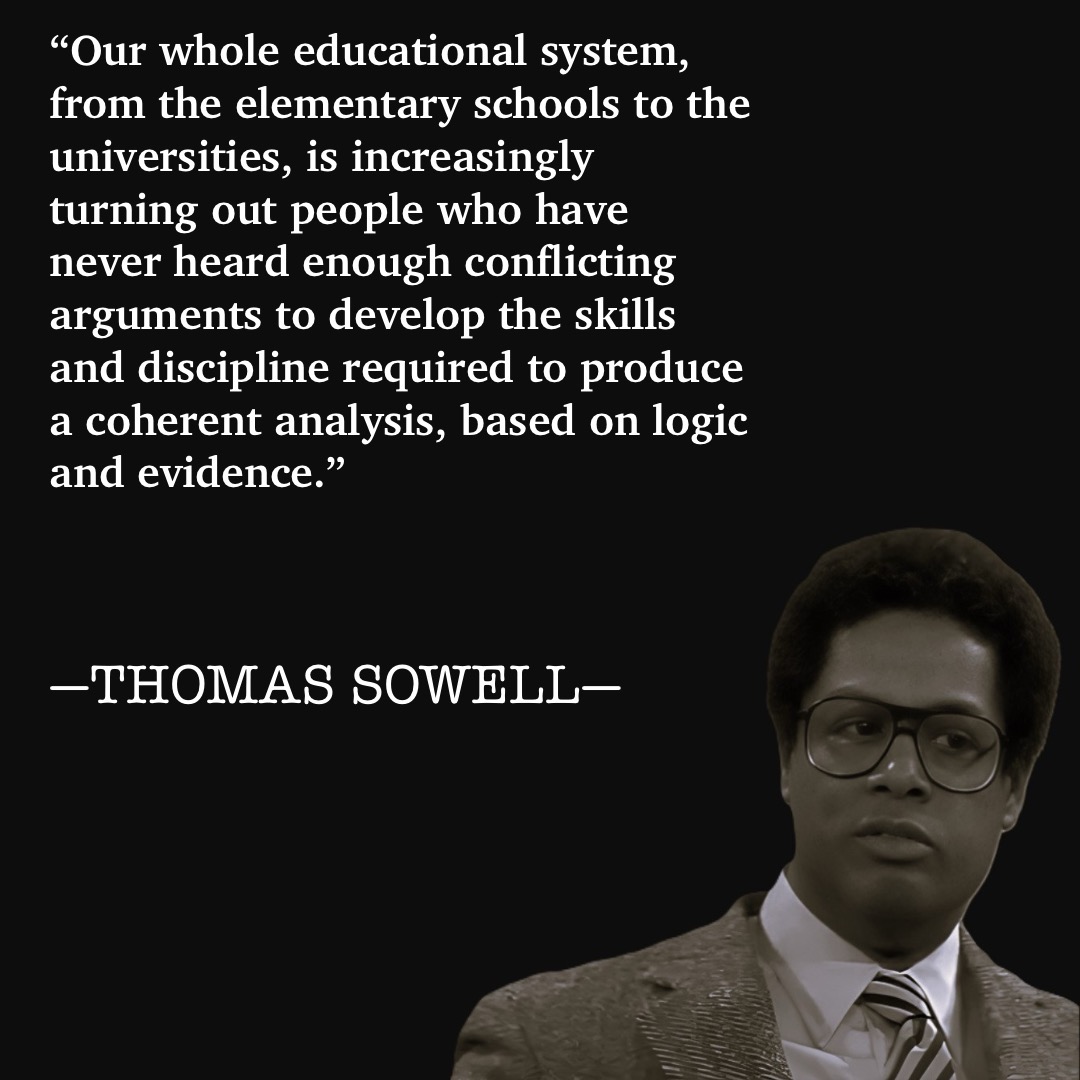 “Our whole educational system,
from the elementary schools to the
universities, is increasingly
turning out people who have
never heard enough conflicting
arguments to develop the skills
and discipline required to produce
a coherent analysis, based on logic
and evidence.”
—THOMAS SOWELL—